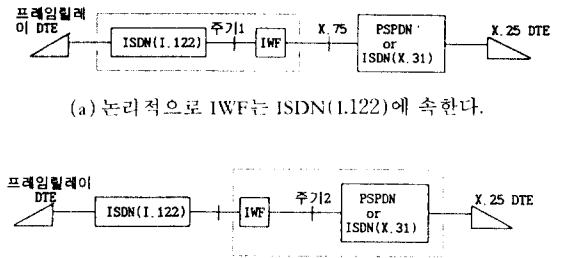 프레임릴레
이 DTE
ISDN(I.122)
주기1
IWF
X.75
PSPDN
or
ISDN(X.31)
X.25 DTE
(a) 논리적으로 IWF는 ISDN(I.122)에 속한다.
프레임릴레이
DTE
ISDN(I.122)
IWF
주기2
PSPDN
or
ISDN(X.31)
X.25 DTE